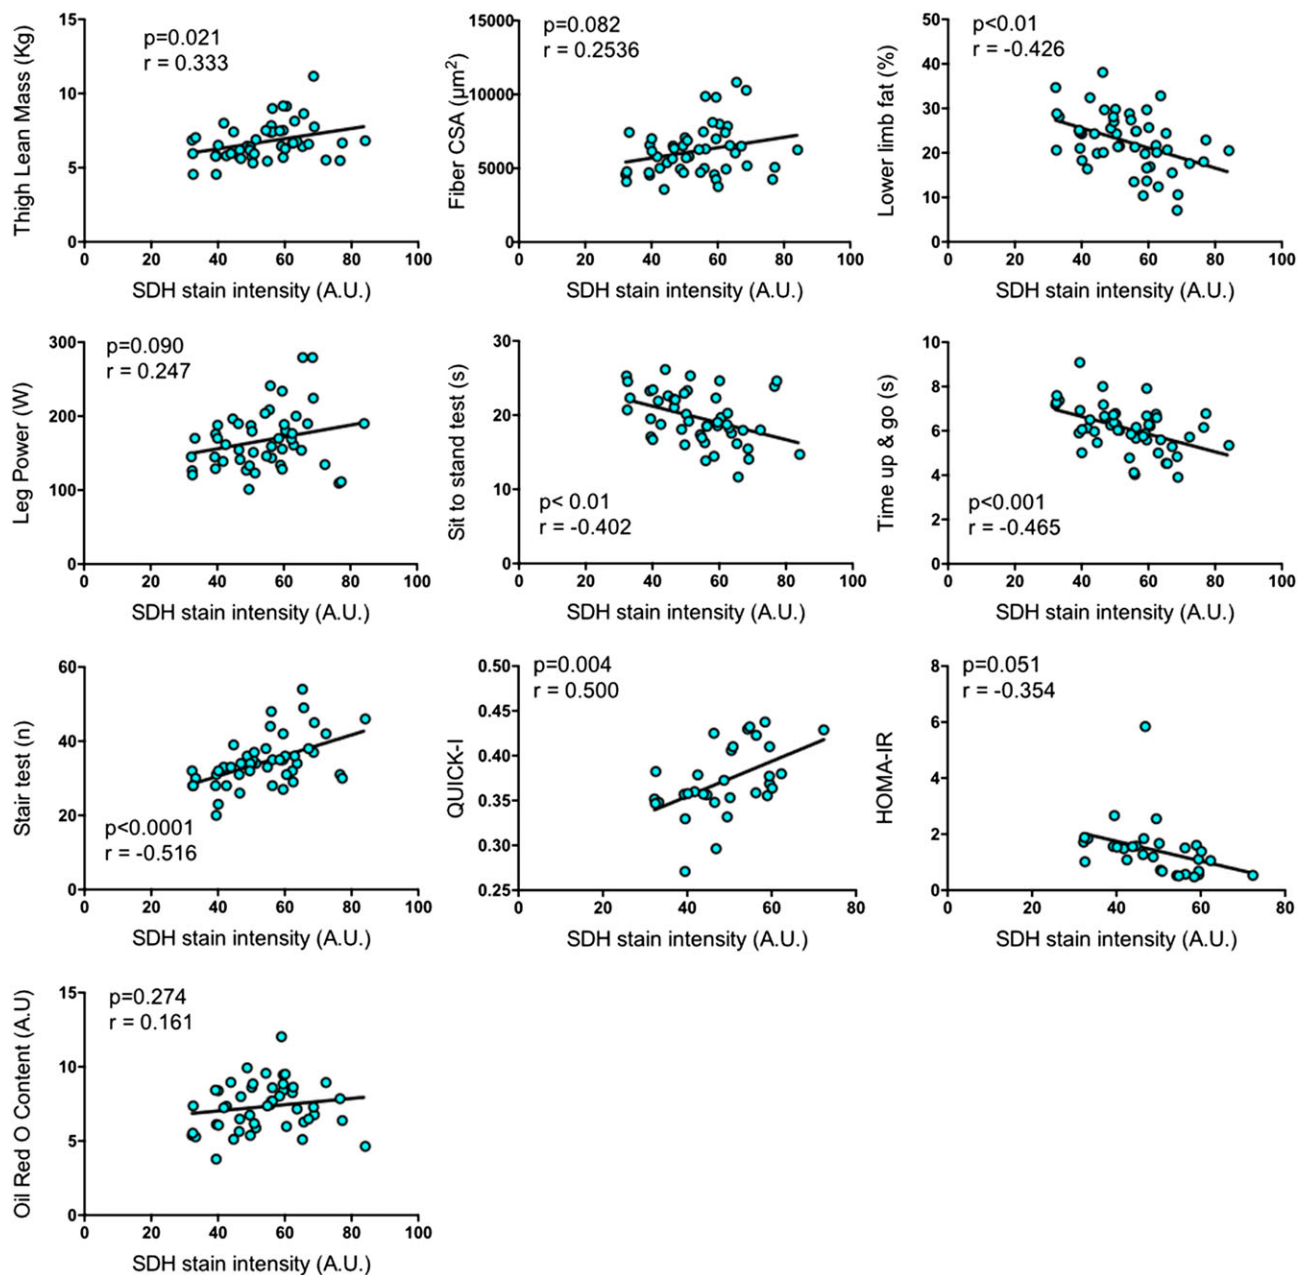 Thigh Lean Mass (Kg)
p=0.021
r = 0.333
15
10
5
0
0 20 40 60 80 100
SDH stain intensity (A.U.)
Fiber CSA (µm²)
p=0.082
r = 0.2536
15000
10000
5000
0
0 20 40 60 80 100
SDH stain intensity (A.U.)
Lower limb fat (%)
p<0.01
r = -0.426
50
40
30
20
10
0
0 20 40 60 80 100
SDH stain intensity (A.U.)
Leg Power (W)
p=0.090
r = 0.247
300
200
100
0
0 20 40 60 80 100
SDH stain intensity (A.U.)
Sit to stand test (s)
30
20
10
0
p< 0.01
r = -0.402
0 20 40 60 80 100
SDH stain intensity (A.U.)
Time up & go (s)
10
8
6
4
2
0
p<0.001
r = -0.465
0 20 40 60 80 100
SDH stain intensity (A.U.)
Stair test (n)
60
40
20
0
p<0.0001
r = -0.516
0 20 40 60 80 100
SDH stain intensity (A.U.)
QUICK-I
p=0.004
r = 0.500
0.50
0.45
0.40
0.35
0.30
0.25
0 20 40 60 80
SDH stain intensity (A.U.)
HOMA-IR
p=0.051
r = -0.354
8
6
4
2
0
0 20 40 60 80
SDH stain intensity (A.U.)
Oil Red O Content (A.U)
p=0.274
r = 0.161
15
10
5
0
0 20 40 60 80 100
SDH stain intensity (A.U.)